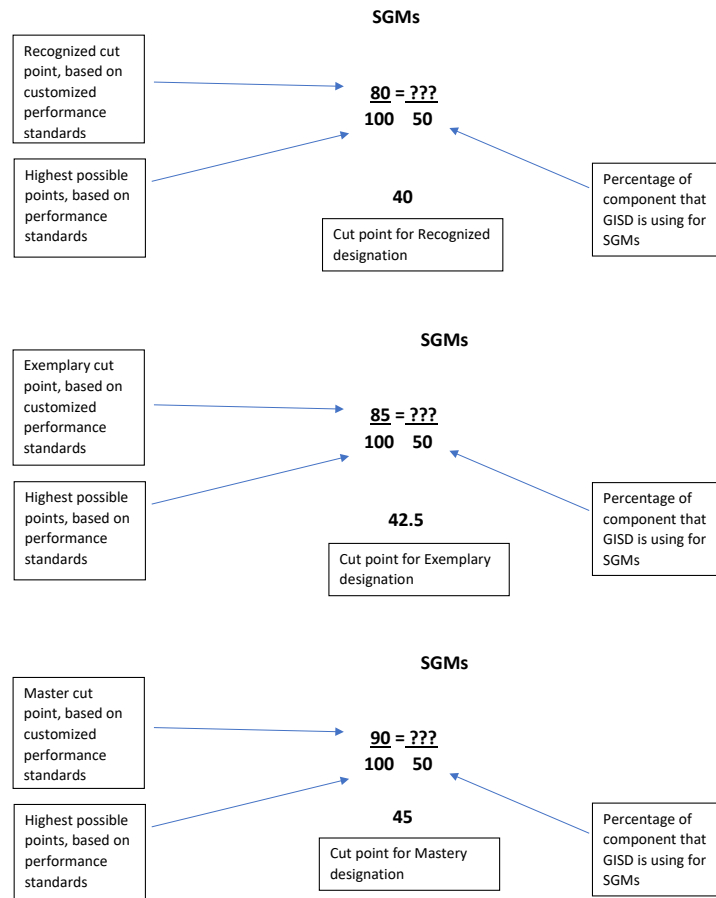 SGMs
Recognized cut
point, based on
customized
performance
standards
80 = ???
100 50
Highest possible
points, based on
performance
standards
Percentage of
component that
GISD is using for
SGMs
40
Cut point for Recognized
designation
SGMs
Exemplary cut
point, based on
customized
performance
standards
85 = ???
100 50
Highest possible
points, based on
performance
standards
Percentage of
component that
GISD is using for
SGMs
42.5
Cut point for Exemplary
designation
SGMs
Master cut
point, based on
customized
performance
standards
90 = ???
100 50
Highest possible
points, based on
performance
standards
Percentage of
component that
GISD is using for
SGMs
45
Cut point for Mastery
designation